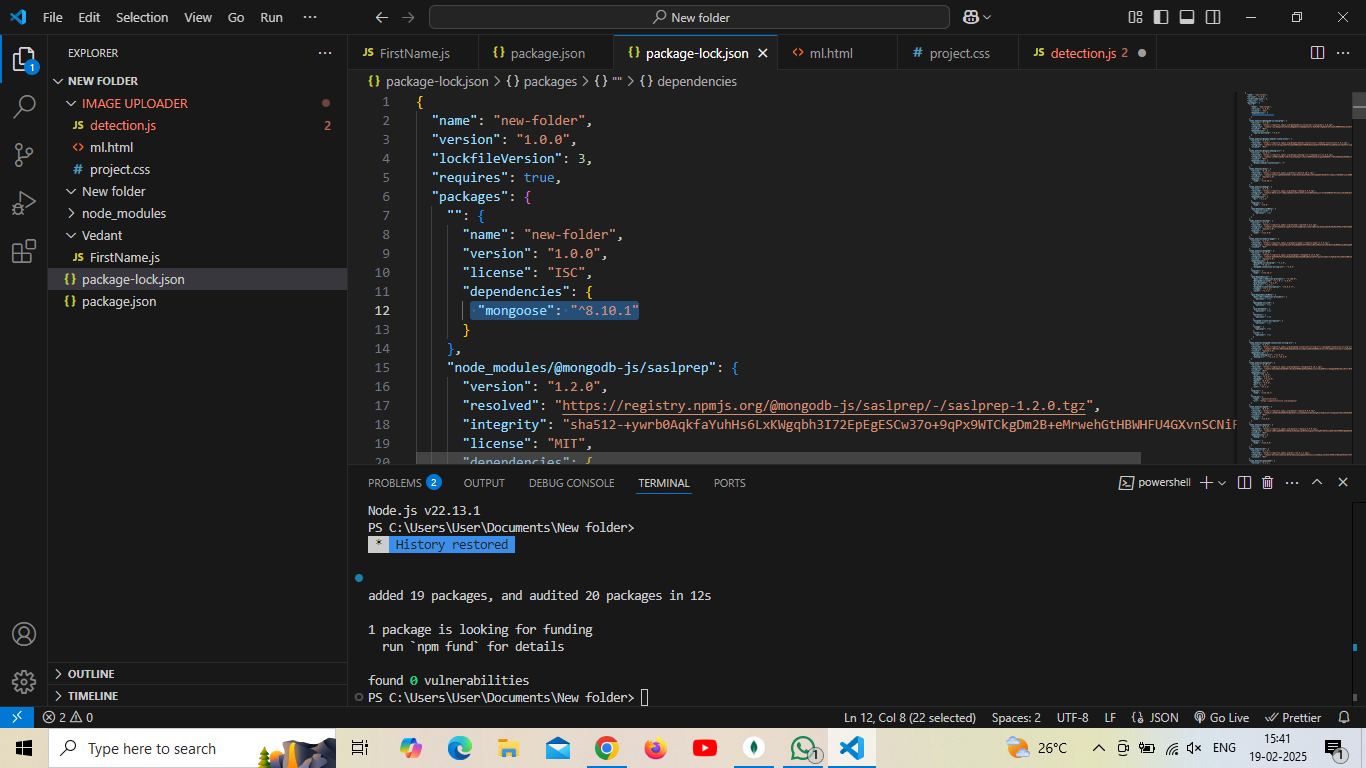 File Edit Selection View Go Run ···
New folder
EXPLORER ···
NEW FOLDER
IMAGE UPLOADER
detection.js 2
ml.html
project.css
New folder
node_modules
Vedant
FirstName.js
package-lock.json
package.json
OUTLINE
TIMELINE
1
JS FirstName.js {} package.json {} package-lock.json <> ml.html # project.css JS detection.js 2
{} package-lock.json > {} packages > {} "" > {} dependencies
1 {
2 "name": "new-folder",
3 "version": "1.0.0",
4 "lockfileVersion": 3,
5 "requires": true,
6 "packages": {
7 "": {
8 "name": "new-folder",
9 "version": "1.0.0",
10 "license": "ISC",
11 "dependencies": {
12 "mongoose": "^8.10.1"
13 }
14 },
15 "node_modules/@mongodb-js/saslprep": {
16 "version": "1.2.0",
17 "resolved": "https://registry.npmjs.org/@mongodb-js/saslprep/-/saslprep-1.2.0.tgz",
18 "integrity": "sha512-+ywrb0AqkfaYuhHs6LxKWgqbh3I72EpEgESCw37o+9qPx9WTCkgDm2B+eMrwehGtHBWHFU4GXvnSCNiF
19 "license": "MIT",
20 "dependencies": {
PROBLEMS 2 OUTPUT DEBUG CONSOLE TERMINAL PORTS
powershell
Node.js v22.13.1
PS C:\Users\User\Documents\New folder>
* History restored
added 19 packages, and audited 20 packages in 12s
1 package is looking for funding
run `npm fund` for details
found 0 vulnerabilities
PS C:\Users\User\Documents\New folder>
2 0 Ln 12, Col 8 (22 selected) Spaces: 2 UTF-8 LF {} JSON Go Live Prettier
Type here to search
1
26°C
ENG
15:41
19-02-2025
1